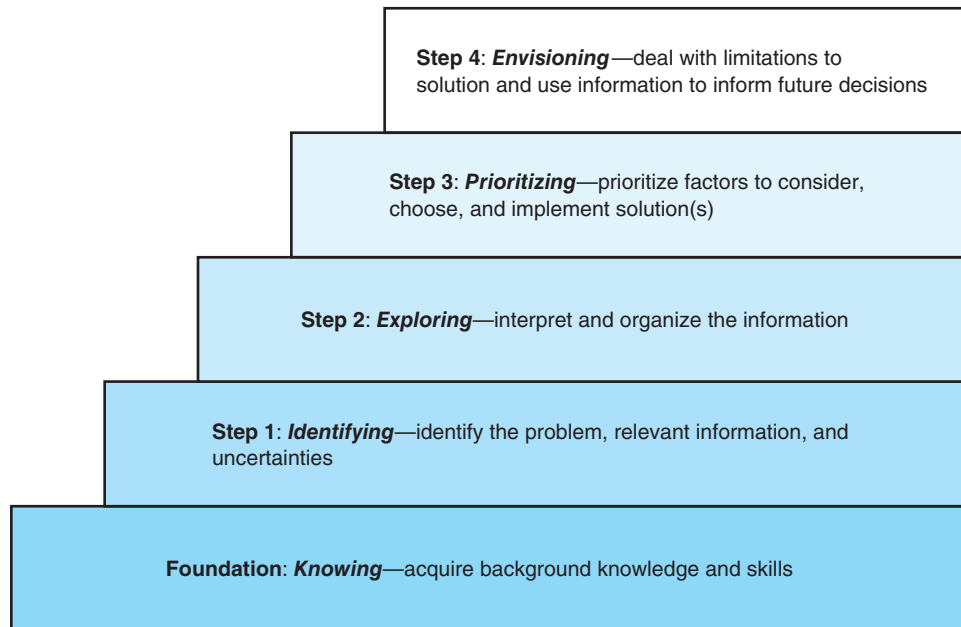 Step 4: Envisioning—deal with limitations to
solution and use information to inform future decisions
Step 3: Prioritizing—prioritize factors to consider,
choose, and implement solution(s)
Step 2: Exploring—interpret and organize the information
Step 1: Identifying—identify the problem, relevant information, and
uncertainties
Foundation: Knowing—acquire background knowledge and skills